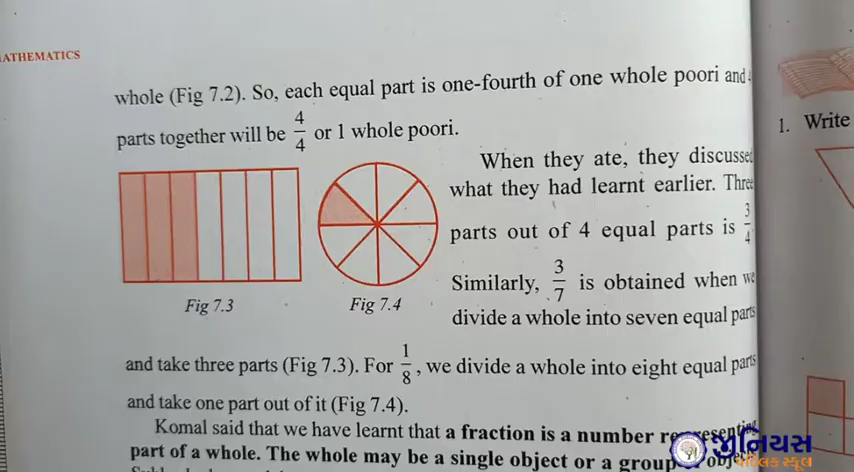 MATHEMATICS
whole (Fig 7.2). So, each equal part is one-fourth of one whole poori and 4
parts together will be 4/4 or 1 whole poori.
When they ate, they discussed
what they had learnt earlier. Three
parts out of 4 equal parts is 3/4
Similarly, 3/7 is obtained when we
divide a whole into seven equal parts
Fig 7.3
Fig 7.4
and take three parts (Fig 7.3). For 1/8, we divide a whole into eight equal parts
and take one part out of it (Fig 7.4).
Komal said that we have learnt that a fraction is a number representing
part of a whole. The whole may be a single object or a group
1. Write
જીનિયસ
પબ્લિક સ્કૂલ